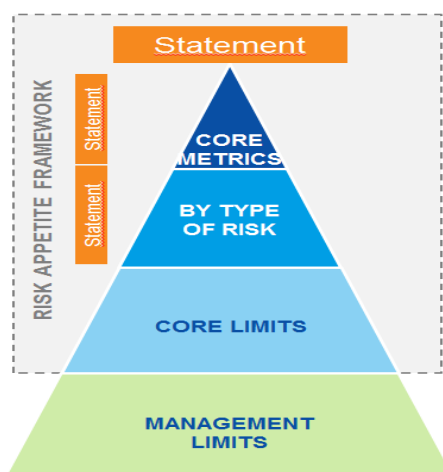 Statement
RISK APPETITE FRAMEWORK
Statement
Statement
CORE
METRICS
BY TYPE
OF RISK
CORE LIMITS
MANAGEMENT
LIMITS